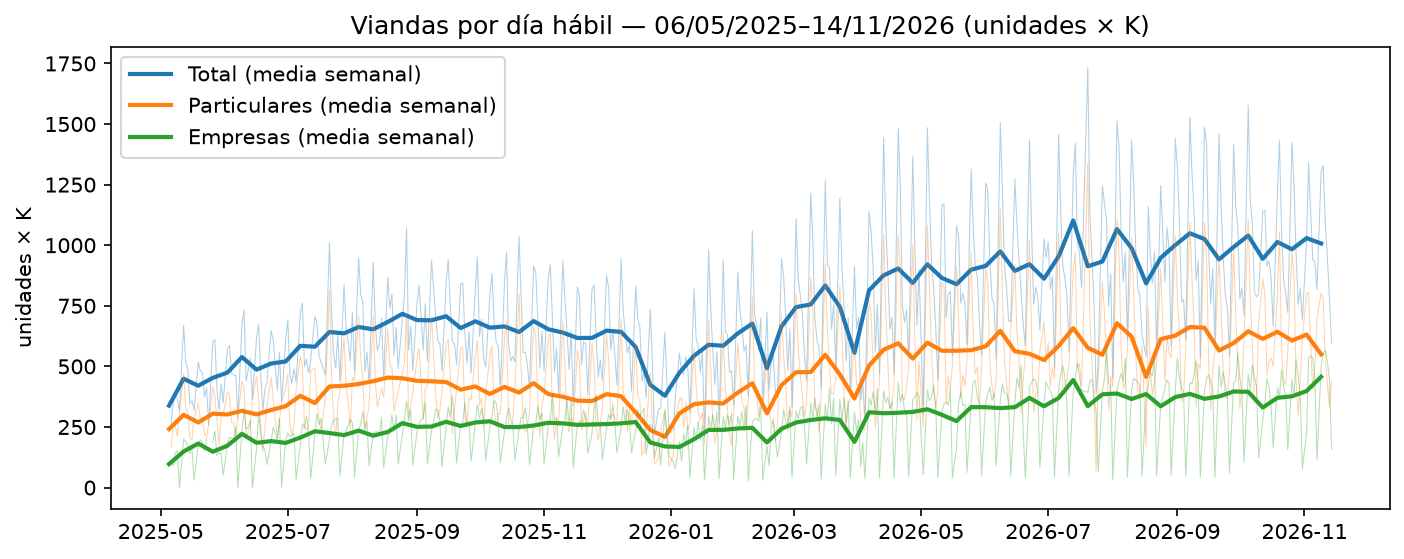 Viandas por día hábil — 06/05/2025–14/11/2026 (unidades × K)
unidades × K
1750
1500
1250
1000
750
500
250
0
Total (media semanal)
Particulares (media semanal)
Empresas (media semanal)
2025-05 2025-07 2025-09 2025-11 2026-01 2026-03 2026-05 2026-07 2026-09 2026-11